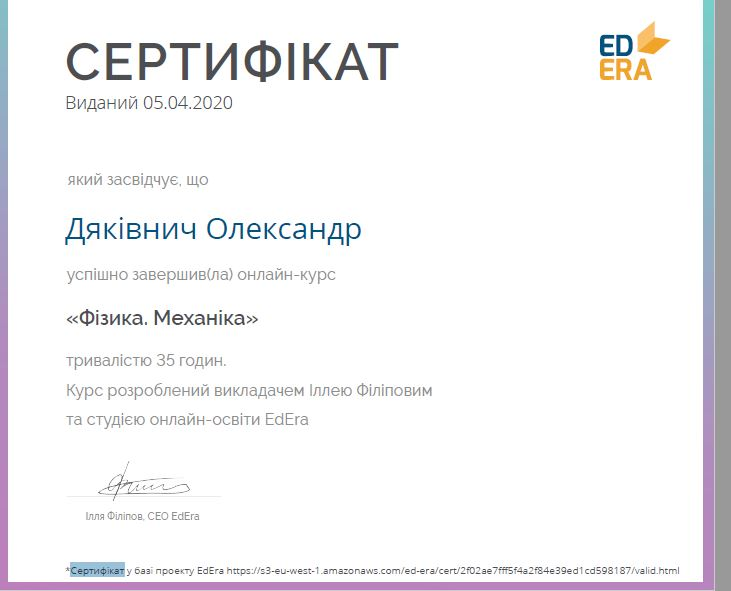 СЕРТИФІКАТ
ED
ERA
Виданий 05.04.2020
який засвідчує, що
Дяківнич Олександр
успішно завершив(ла) онлайн-курс
«Фізика. Механіка»
тривалістю 35 годин.
Курс розроблений викладачем Іллею Філіповим
та студією онлайн-освіти EdEra
Ілля Філіпов, CEO EdEra
*Сертифікат у базі проекту EdEra https://s3-eu-west-1.amazonaws.com/ed-era/cert/2f02ae7fff5f4a2f84e39ed1cd598187/valid.html